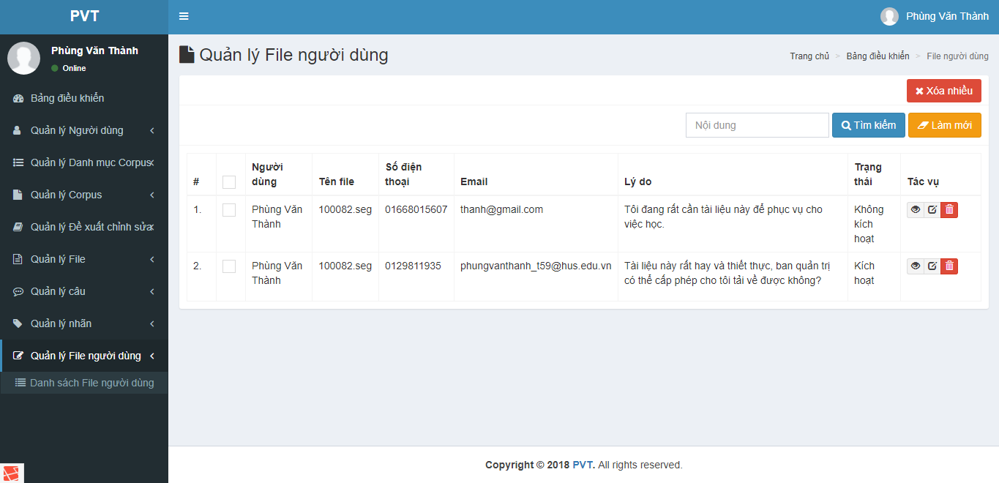 PVT
Phùng Văn Thành
Phùng Văn Thành
Online
Bảng điều khiển
Quản lý Người dùng
Quản lý Danh mục Corpus
Quản lý Corpus
Quản lý Đề xuất chỉnh sửa
Quản lý File
Quản lý câu
Quản lý nhãn
Quản lý File người dùng
Danh sách File người dùng
Quản lý File người dùng
Trang chủ > Bảng điều khiển > File người dùng
Xóa nhiều
Nội dung Tìm kiếm Làm mới
# Người dùng Tên file Số điện thoại Email Lý do Trạng thái Tác vụ
1. Phùng Văn 100082.seg 01668015607 thanh@gmail.com Tôi đang rất cần tài liệu này để phục vụ cho Không
Thành việc học. kích
hoạt
2. Phùng Văn 100082.seg 0129811935 phungvanthanh_t59@hus.edu.vn Tài liệu này rất hay và thiết thực, ban quản trị Kích
Thành có thể cấp phép cho tôi tải về được không? hoạt
Copyright © 2018 PVT. All rights reserved.